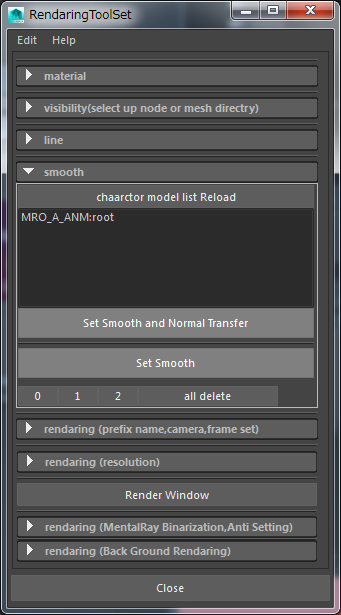 RendaringToolSet
Edit Help
material
visibility(select up node or mesh directry)
line
smooth
chaarctor model list Reload
MRO_A_ANM:root
Set Smooth and Normal Transfer
Set Smooth
0 1 2 all delete
rendaring (prefix name,camera,frame set)
rendaring (resolution)
Render Window
rendaring (MentalRay Binarization,Anti Setting)
rendaring (Back Ground Rendaring)
Close